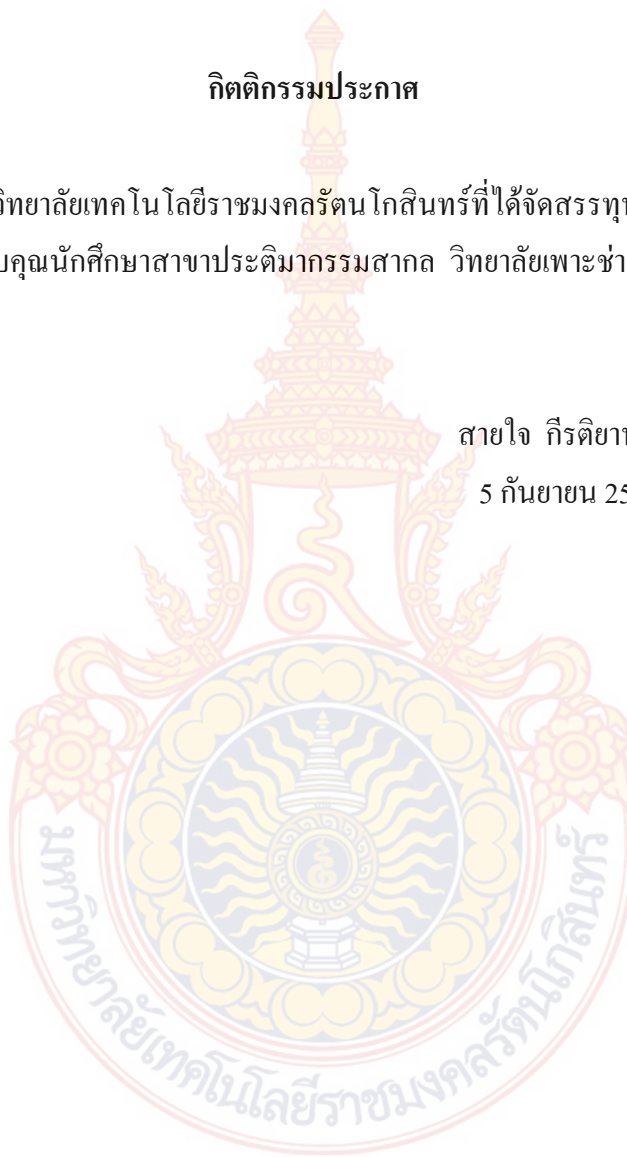 กิตติกรรมประกาศ
วิทยาลัยเทคโนโลยีราชมงคลรัตนโกสินทร์ที่ได้จัดสรรทุ
บคุณนักศึกษาสาขาประติมากรรมสากล วิทยาลัยเพาะช่า
สายใจ กีรติยา
5 กันยายน 25
มหาวิทยาลัยเทคโนโลยีราชมงคลรัตนโกสินทร์